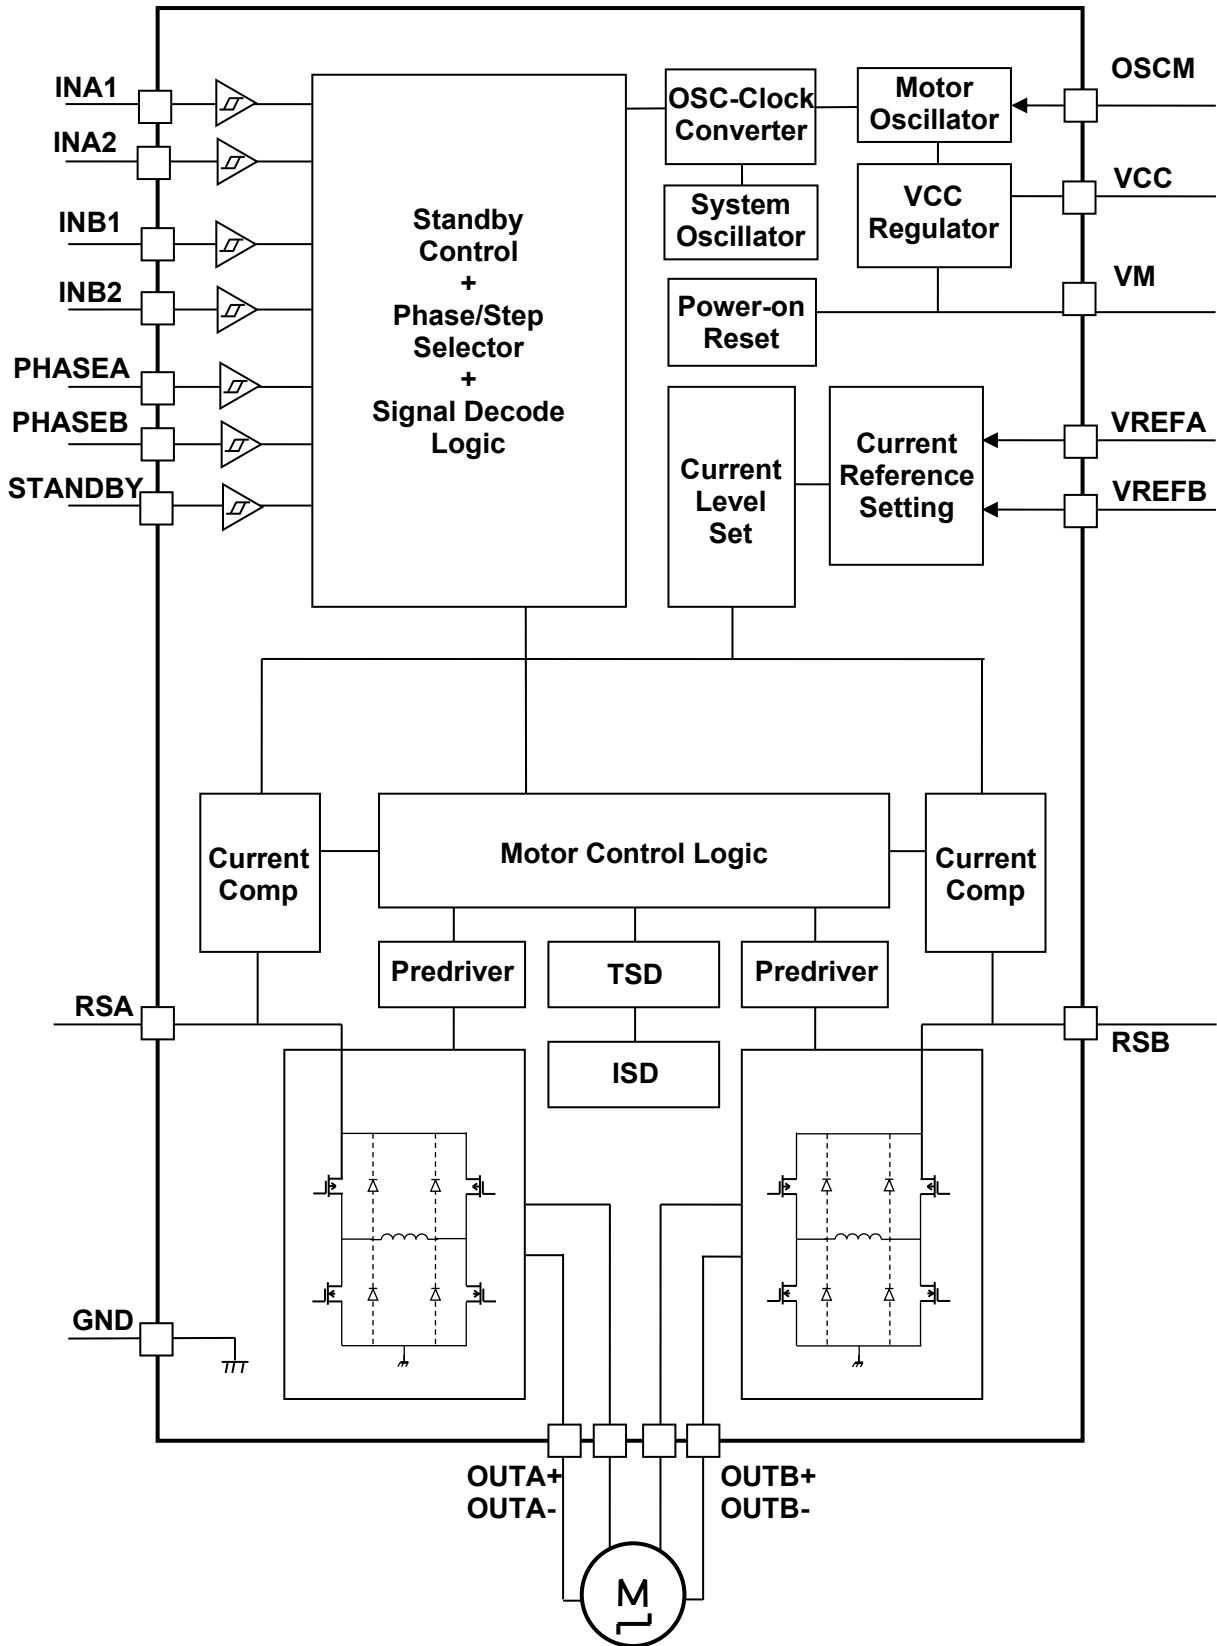 INA1
INA2
INB1
INB2
PHASEA
PHASEB
STANDBY
Standby
Control
+
Phase/Step
Selector
+
Signal Decode
Logic
OSC-Clock
Converter
Motor
Oscillator
System
Oscillator
VCC
Regulator
Power-on
Reset
Current
Level
Set
Current
Reference
Setting
OSCM
VCC
VM
VREFA
VREFB
Current
Comp
Motor Control Logic
Current
Comp
Predriver
TSD
Predriver
ISD
RSA
RSB
GND
OUTA+
OUTA-
OUTB+
OUTB-
M